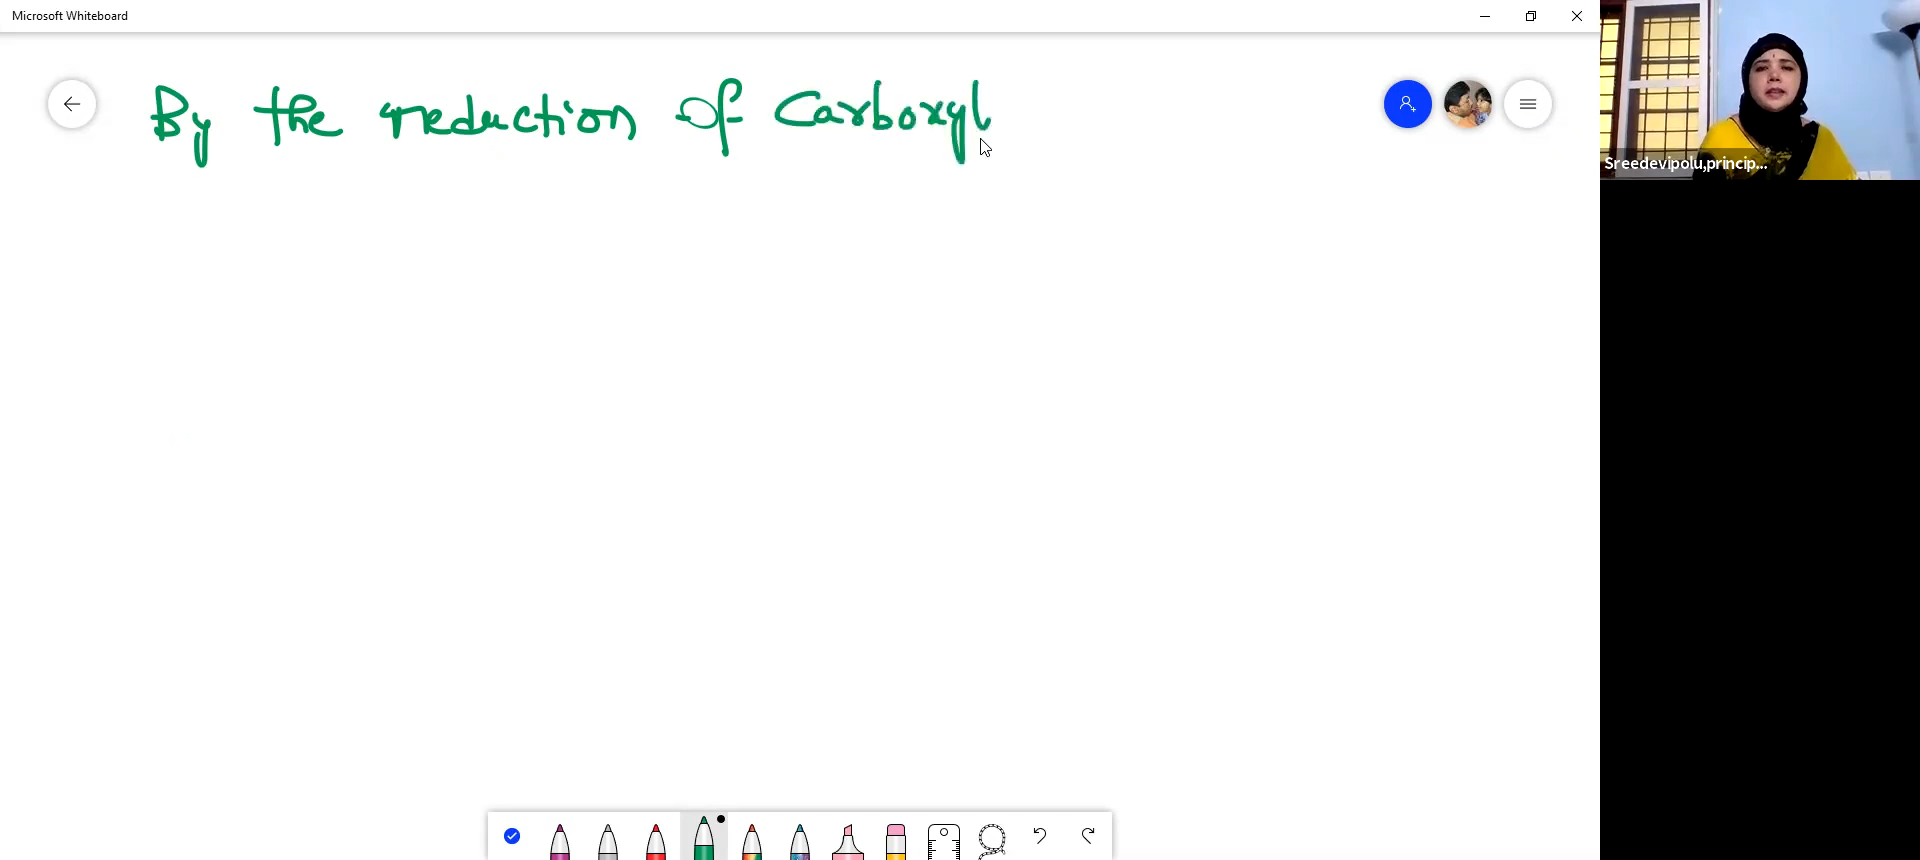 Microsoft Whiteboard
By the reduction of Carboxyl
Sreedevipolu,princip...